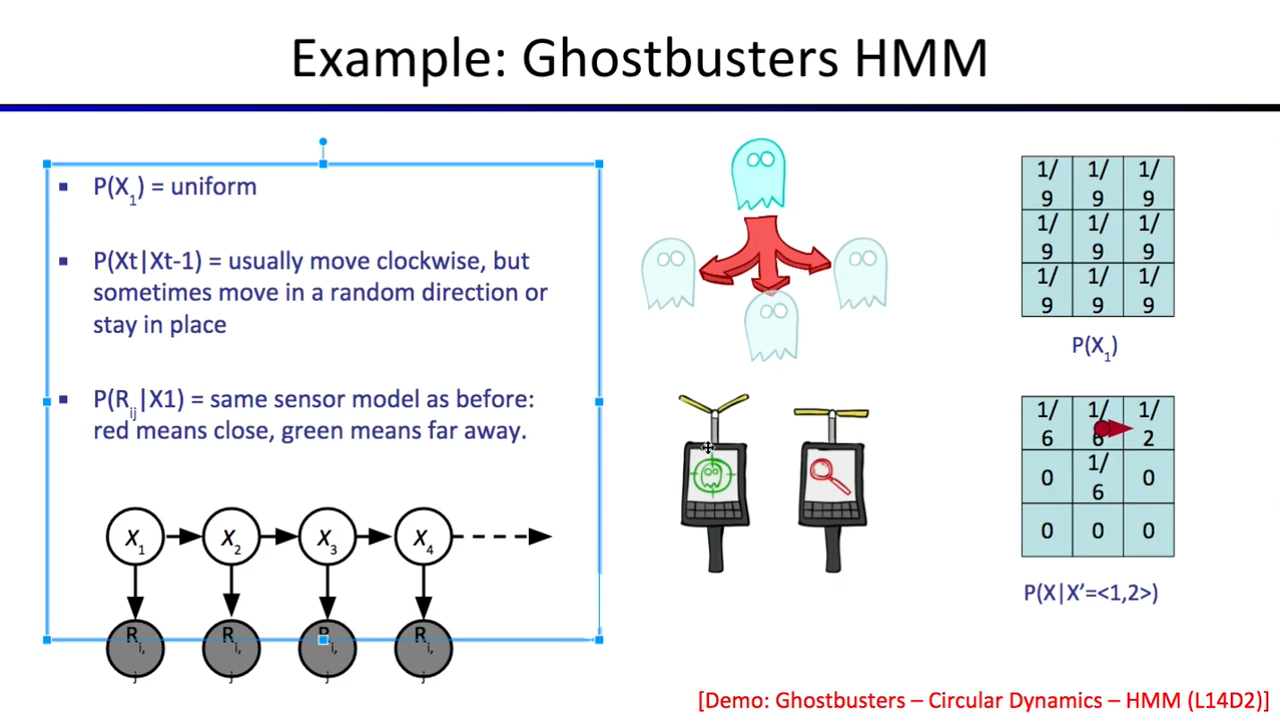 Example: Ghostbusters HMM
P(X1) = uniform
P(Xt|Xt-1) = usually move clockwise, but
sometimes move in a random direction or
stay in place
P(Rij|X1) = same sensor model as before:
red means close, green means far away.
X1 X2 X3 X4
Ri,j Ri,j Ri,j Ri,j
1/9 1/9 1/9
1/9 1/9 1/9
1/9 1/9 1/9
P(X1)
1/6 1/6 1/2
0 1/6 0
0 0 0
P(X|X’=<1,2>)
[Demo: Ghostbusters – Circular Dynamics – HMM (L14D2)]